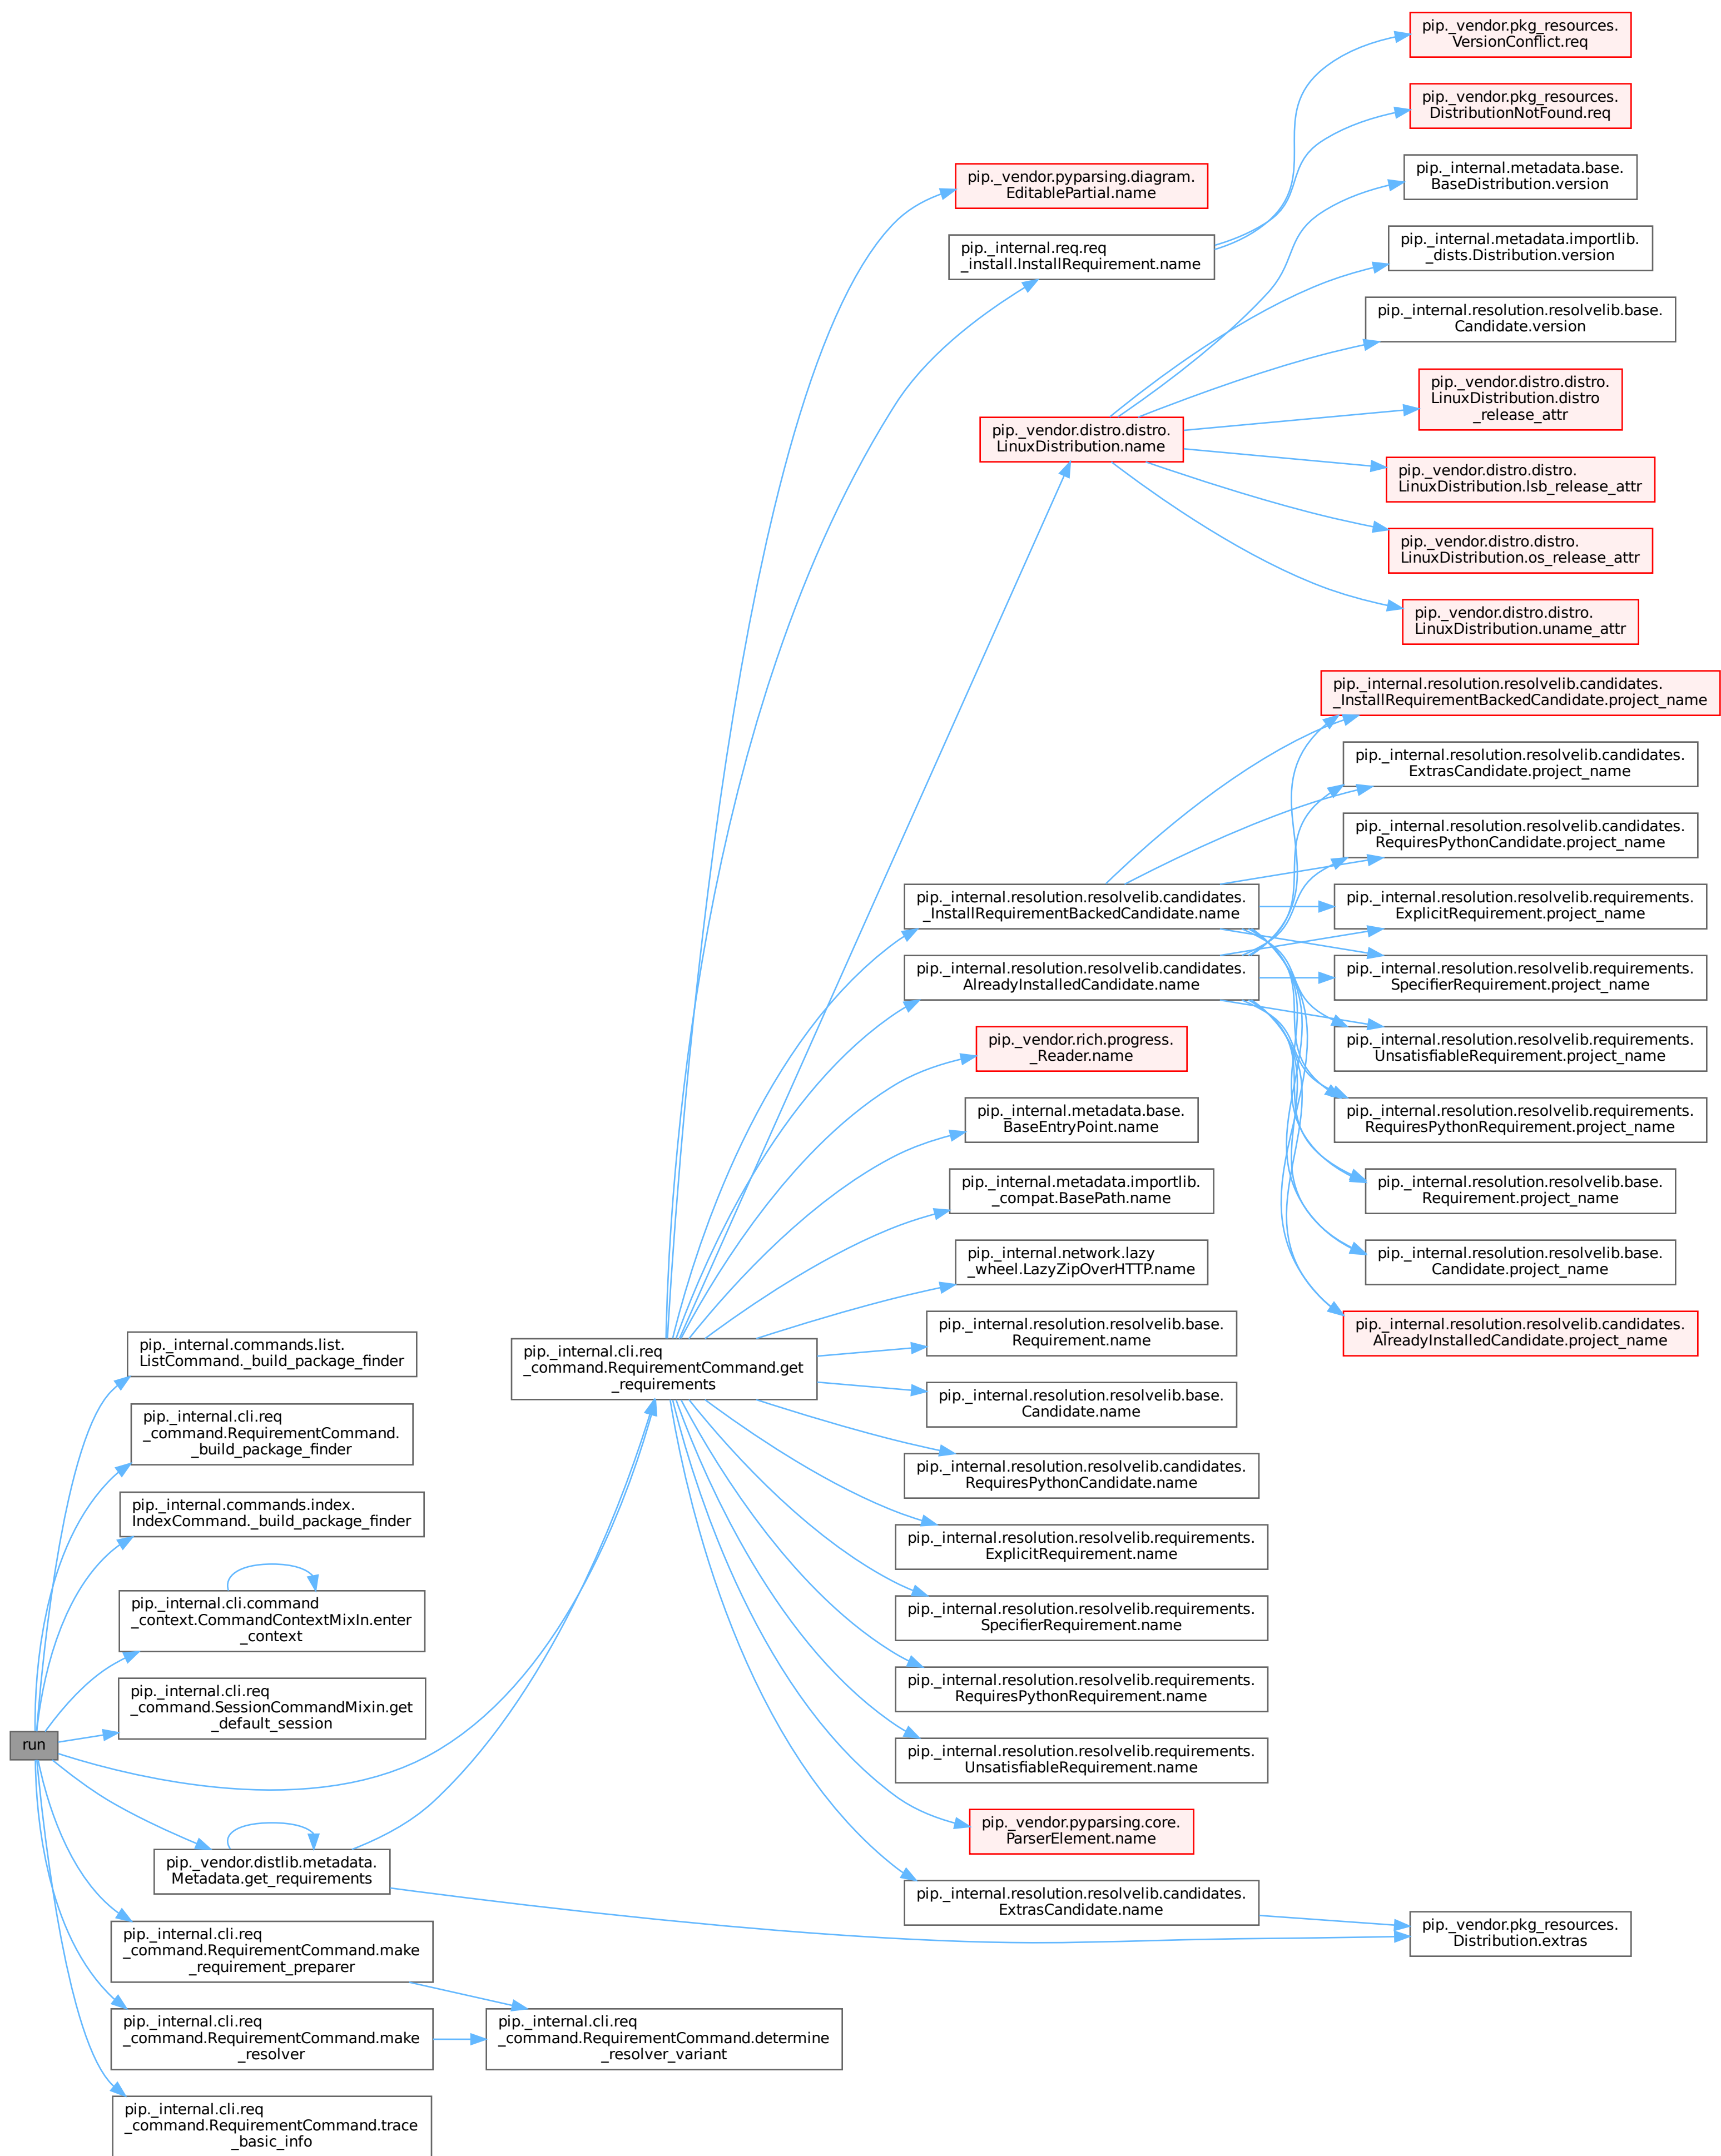 pip._vendor.pkg_resources.
VersionConflict.req
pip._vendor.pkg_resources.
DistributionNotFound.req
pip._internal.metadata.base.
BaseDistribution.version
pip._vendor.pyparsing.diagram.
EditablePartial.name
pip._internal.req.req
_install.InstallRequirement.name
pip._internal.metadata.importlib.
_dists.Distribution.version
pip._internal.resolution.resolvelib.base.
Candidate.version
pip._vendor.distro.distro.
LinuxDistribution.distro
_release_attr
pip._vendor.distro.distro.
LinuxDistribution.name
pip._vendor.distro.distro.
LinuxDistribution.lsb_release_attr
pip._vendor.distro.distro.
LinuxDistribution.os_release_attr
pip._vendor.distro.distro.
LinuxDistribution.uname_attr
pip._internal.resolution.resolvelib.candidates.
_InstallRequirementBackedCandidate.project_name
pip._internal.resolution.resolvelib.candidates.
ExtrasCandidate.project_name
pip._internal.resolution.resolvelib.candidates.
RequiresPythonCandidate.project_name
pip._internal.resolution.resolvelib.candidates.
_InstallRequirementBackedCandidate.name
pip._internal.resolution.resolvelib.requirements.
ExplicitRequirement.project_name
pip._internal.resolution.resolvelib.candidates.
AlreadyInstalledCandidate.name
pip._internal.resolution.resolvelib.requirements.
SpecifierRequirement.project_name
pip._vendor.rich.progress.
_Reader.name
pip._internal.resolution.resolvelib.requirements.
UnsatisfiableRequirement.project_name
pip._internal.metadata.base.
BaseEntryPoint.name
pip._internal.resolution.resolvelib.requirements.
RequiresPythonRequirement.project_name
pip._internal.metadata.importlib.
_compat.BasePath.name
pip._internal.resolution.resolvelib.base.
Requirement.project_name
pip._internal.network.lazy
_wheel.LazyZipOverHTTP.name
pip._internal.resolution.resolvelib.base.
Candidate.project_name
pip._internal.resolution.resolvelib.base.
Requirement.name
pip._internal.resolution.resolvelib.candidates.
AlreadyInstalledCandidate.project_name
pip._internal.commands.list.
ListCommand._build_package_finder
pip._internal.cli.req
_command.RequirementCommand.get
_requirements
pip._internal.resolution.resolvelib.base.
Candidate.name
pip._internal.cli.req
_command.RequirementCommand.
_build_package_finder
pip._internal.resolution.resolvelib.candidates.
RequiresPythonCandidate.name
pip._internal.commands.index.
IndexCommand._build_package_finder
pip._internal.resolution.resolvelib.requirements.
ExplicitRequirement.name
pip._internal.cli.command
_context.CommandContextMixIn.enter
_context
pip._internal.resolution.resolvelib.requirements.
SpecifierRequirement.name
pip._internal.cli.req
_command.SessionCommandMixin.get
_default_session
pip._internal.resolution.resolvelib.requirements.
RequiresPythonRequirement.name
run
pip._internal.resolution.resolvelib.requirements.
UnsatisfiableRequirement.name
pip._vendor.pyparsing.core.
ParserElement.name
pip._vendor.distlib.metadata.
Metadata.get_requirements
pip._internal.resolution.resolvelib.candidates.
ExtrasCandidate.name
pip._vendor.pkg_resources.
Distribution.extras
pip._internal.cli.req
_command.RequirementCommand.make
_requirement_preparer
pip._internal.cli.req
_command.RequirementCommand.make
_resolver
pip._internal.cli.req
_command.RequirementCommand.determine
_resolver_variant
pip._internal.cli.req
_command.RequirementCommand.trace
_basic_info